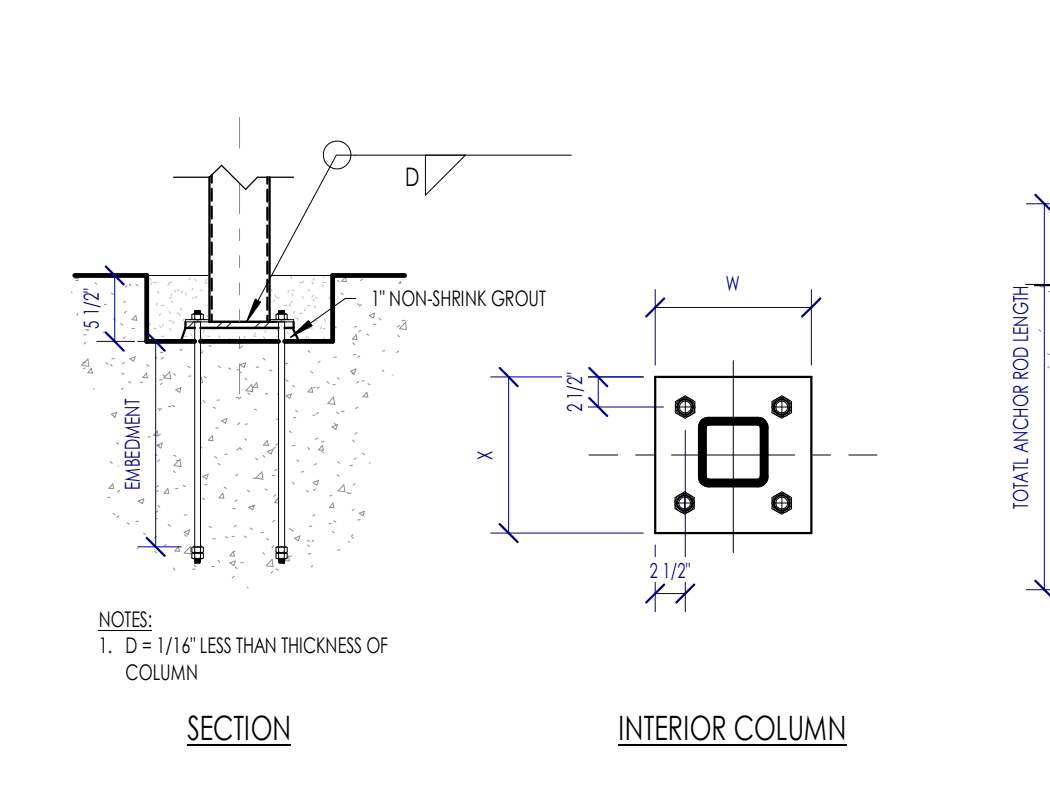 D
1" NON-SHRINK GROUT
5 1/2"
EMBEDMENT
W
2 1/2"
X
2 1/2"
TOTATL ANCHOR ROD LENGTH
NOTES:
1. D = 1/16" LESS THAN THICKNESS OF
COLUMN
SECTION
INTERIOR COLUMN